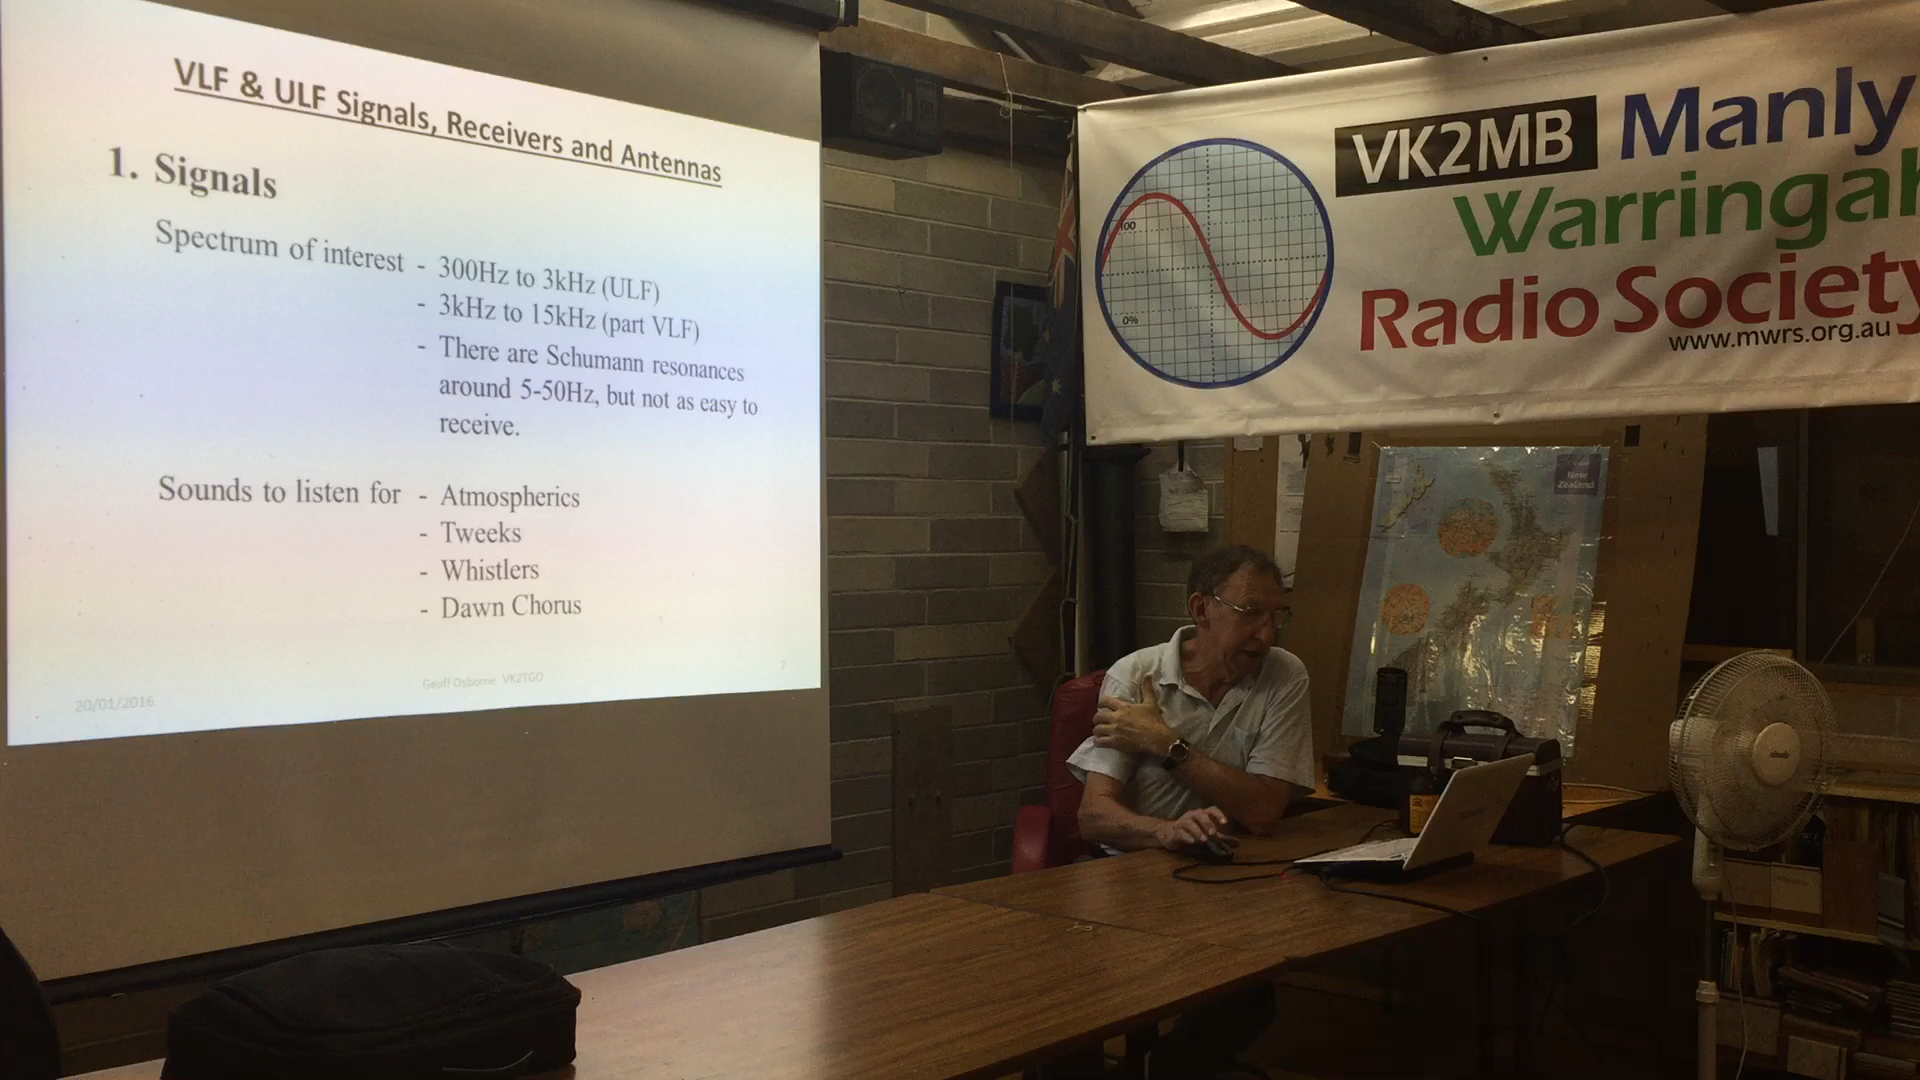 VLF & ULF Signals, Receivers and Antennas
1. Signals
Spectrum of interest - 300Hz to 3kHz (ULF)
- 3kHz to 15kHz (part VLF)
- There are Schumann resonances
around 5-50Hz, but not as easy to
receive.
Sounds to listen for - Atmospherics
- Tweeks
- Whistlers
- Dawn Chorus
20/01/2016
Geoff Osborne VK2TGO
2
VK2MB Manly
Warringah
Radio Society
www.mwrs.org.au
100
0%
New
Zealand